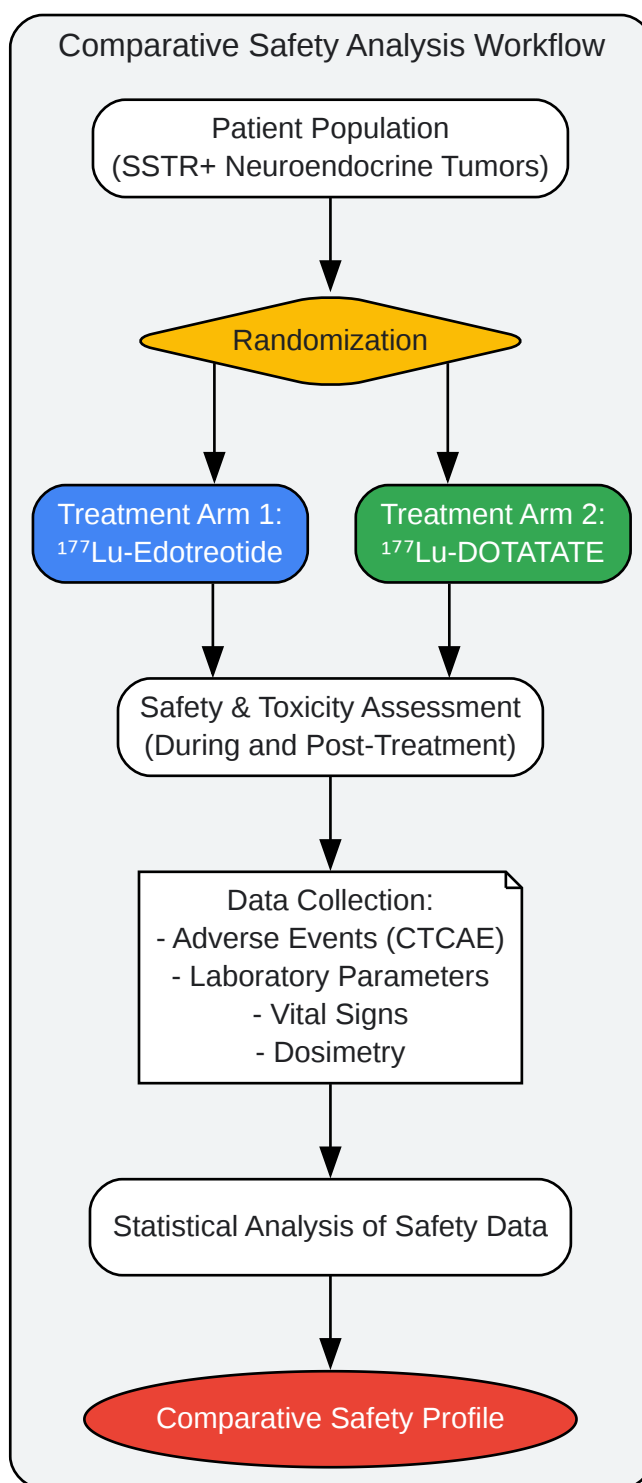 Comparative Safety Analysis Workflow
Patient Population
(SSTR+ Neuroendocrine Tumors)
Randomization
Treatment Arm 1:
¹⁷⁷Lu-Edotreotide
Treatment Arm 2:
¹⁷⁷Lu-DOTATATE
Safety & Toxicity Assessment
(During and Post-Treatment)
Data Collection:
- Adverse Events (CTCAE)
- Laboratory Parameters
- Vital Signs
- Dosimetry
Statistical Analysis of Safety Data
Comparative Safety Profile